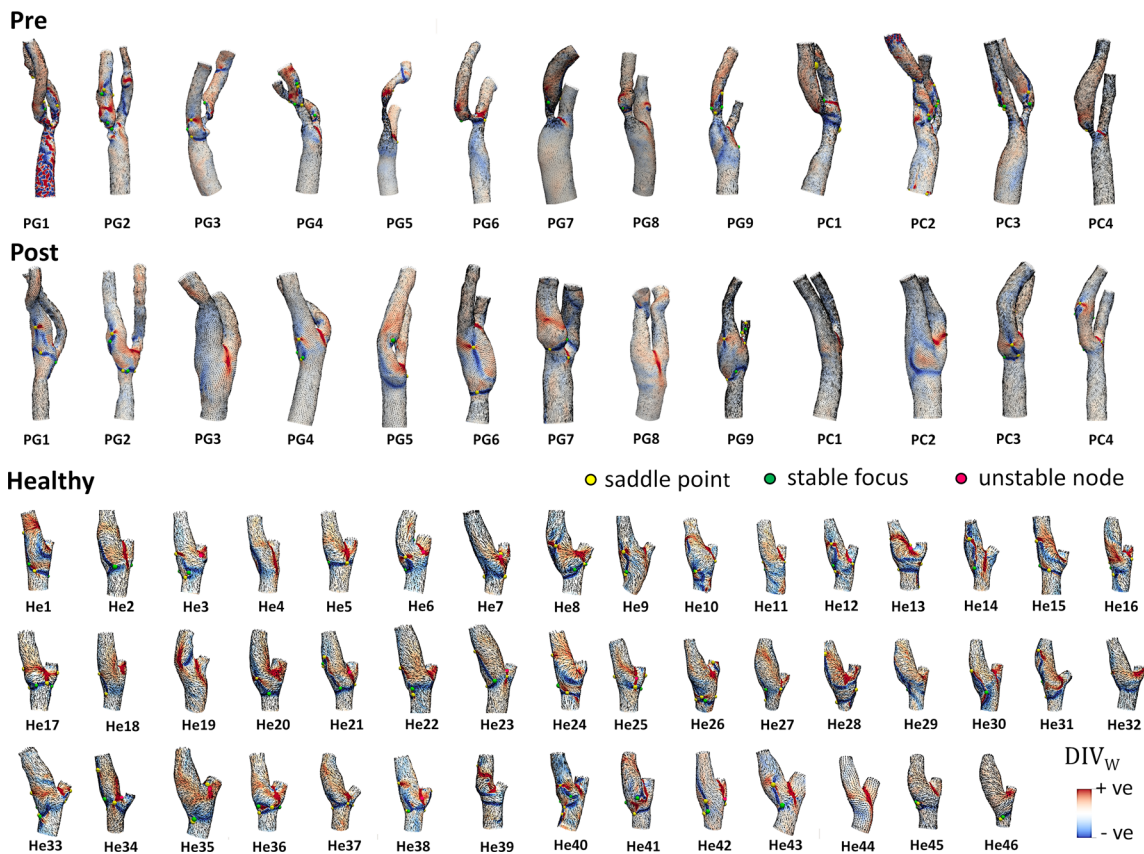 Pre
PG1 PG2 PG3 PG4 PG5 PG6 PG7 PG8 PG9 PC1 PC2 PC3 PC4
Post
PG1 PG2 PG3 PG4 PG5 PG6 PG7 PG8 PG9 PC1 PC2 PC3 PC4
Healthy
saddle point stable focus unstable node
He1 He2 He3 He4 He5 He6 He7 He8 He9 He10 He11 He12 He13 He14 He15 He16
He17 He18 He19 He20 He21 He22 He23 He24 He25 He26 He27 He28 He29 He30 He31 He32
DIV_W
+ ve
- ve
He33 He34 He35 He36 He37 He38 He39 He40 He41 He42 He43 He44 He45 He46